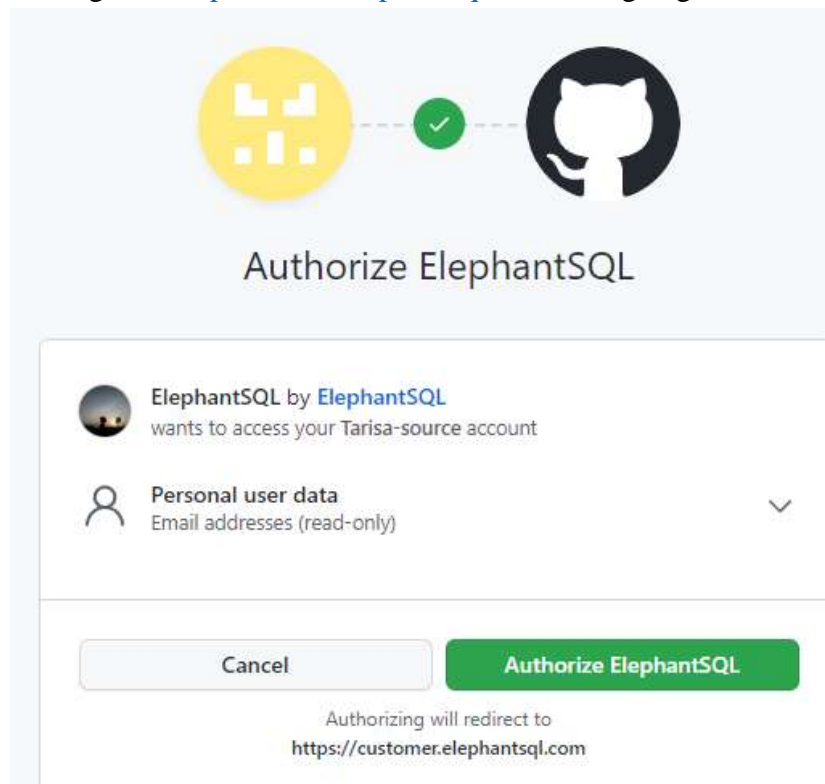 Authorize ElephantSQL
ElephantSQL by ElephantSQL
wants to access your Tarisa-source account
Personal user data
Email addresses (read-only)
Cancel
Authorize ElephantSQL
Authorizing will redirect to
https://customer.elephantsql.com